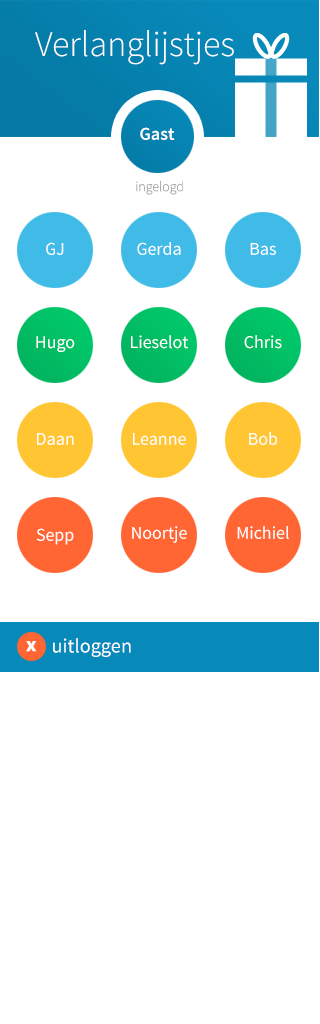 Verlanglijstjes
Gast
ingelogd
GJ
Gerda
Bas
Hugo
Lieselot
Chris
Daan
Leanne
Bob
Sepp
Noortje
Michiel
x uitloggen